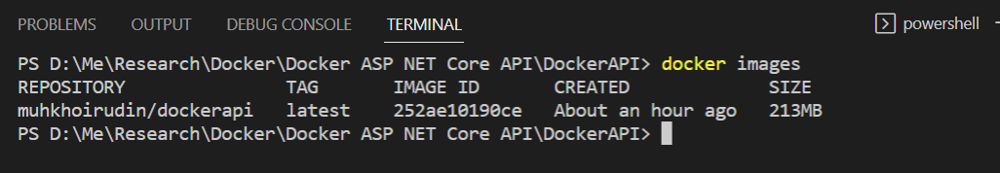 PROBLEMS OUTPUT DEBUG CONSOLE TERMINAL powershell
PS D:\Me\Research\Docker\Docker ASP NET Core API\DockerAPI> docker images
REPOSITORY TAG IMAGE ID CREATED SIZE
muhkhoirudin/dockerapi latest 252ae10190ce About an hour ago 213MB
PS D:\Me\Research\Docker\Docker ASP NET Core API\DockerAPI>